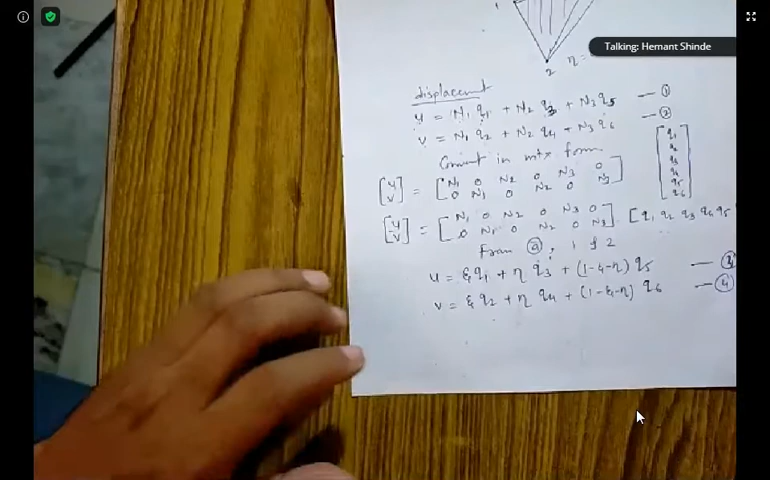 Talking: Hemant Shinde
1
2 η =
displacement
u = N1 q1 + N2 q3 + N3 q5 — ①
v = N1 q2 + N2 q4 + N3 q6 — ②
Convert in mtx form
[u v] = [N1 0 N2 0 N3 0
0 N1 0 N2 0 N3] [q1 q2 q3 q4 q5 q6]
[u v] = [N1 0 N2 0 N3 0
0 N1 0 N2 0 N3] [q1 q2 q3 q4 q5
From ⓐ, 1 & 2
u = ξ q1 + η q3 + (1-ξ-η) q5 — ③
v = ξ q2 + η q4 + (1-ξ-η) q6 — ④